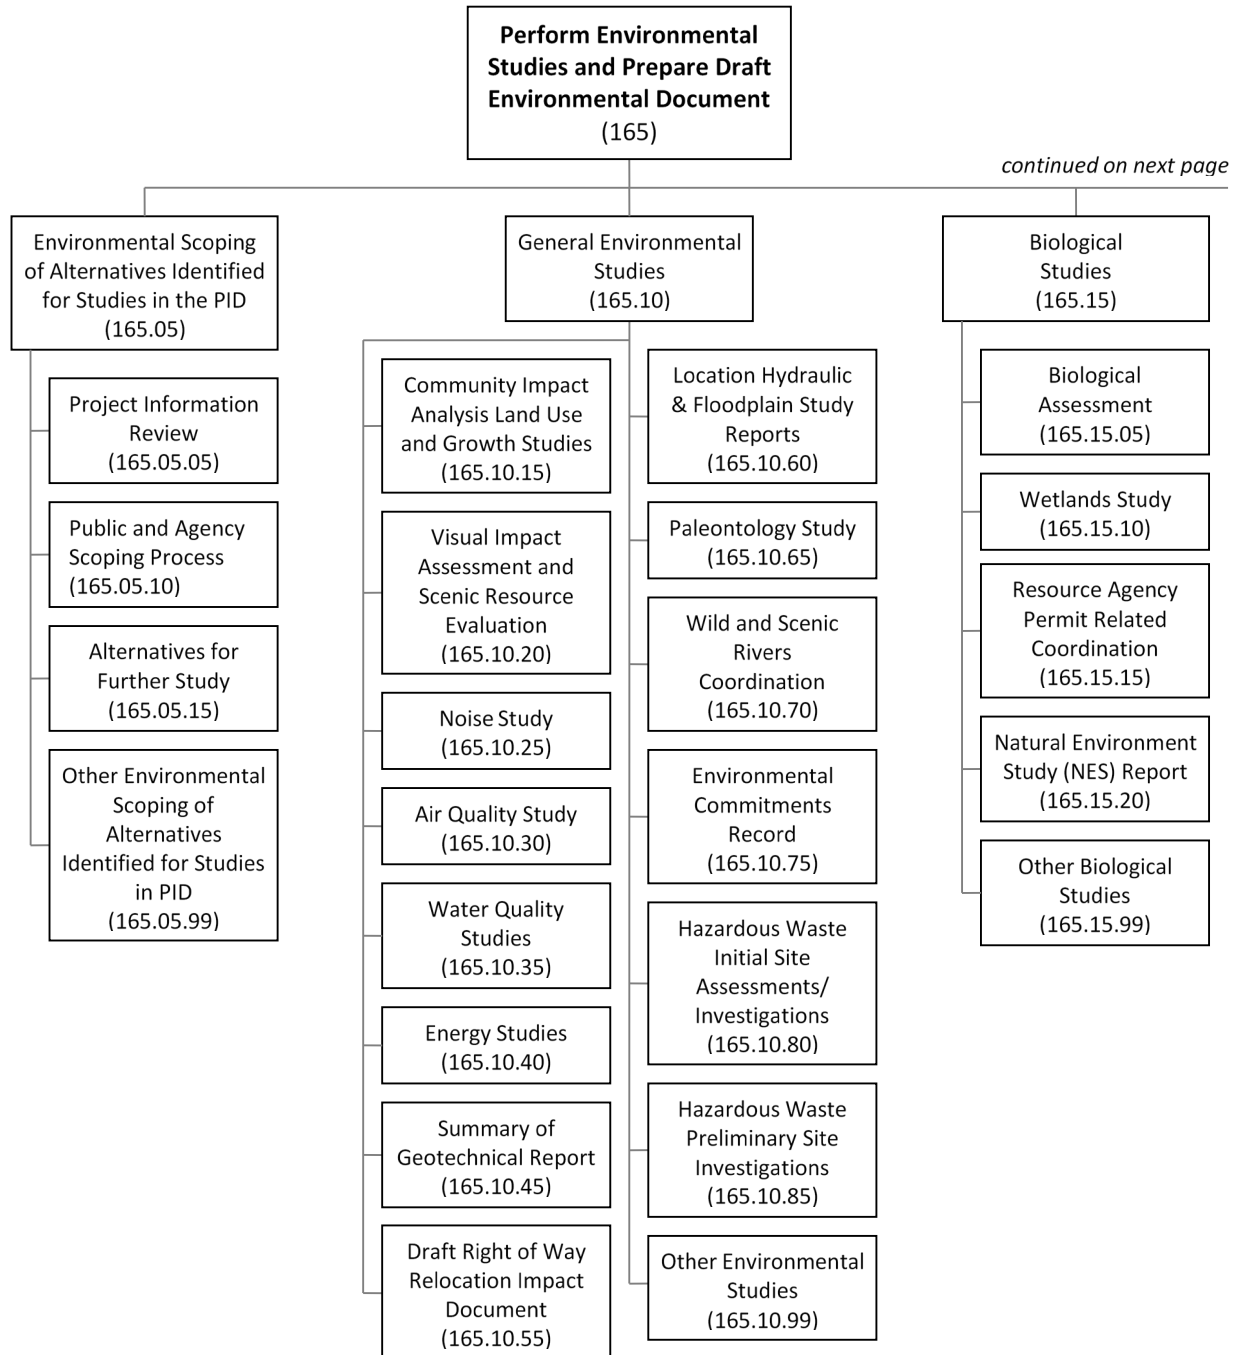 Perform Environmental
Studies and Prepare Draft
Environmental Document
(165)
continued on next page
Environmental Scoping
of Alternatives Identified
for Studies in the PID
(165.05)
Project Information
Review
(165.05.05)
Public and Agency
Scoping Process
(165.05.10)
Alternatives for
Further Study
(165.05.15)
Other Environmental
Scoping of
Alternatives
Identified for Studies
in PID
(165.05.99)
General Environmental
Studies
(165.10)
Community Impact
Analysis Land Use
and Growth Studies
(165.10.15)
Visual Impact
Assessment and
Scenic Resource
Evaluation
(165.10.20)
Noise Study
(165.10.25)
Air Quality Study
(165.10.30)
Water Quality
Studies
(165.10.35)
Energy Studies
(165.10.40)
Summary of
Geotechnical Report
(165.10.45)
Draft Right of Way
Relocation Impact
Document
(165.10.55)
Location Hydraulic
& Floodplain Study
Reports
(165.10.60)
Paleontology Study
(165.10.65)
Wild and Scenic
Rivers
Coordination
(165.10.70)
Environmental
Commitments
Record
(165.10.75)
Hazardous Waste
Initial Site
Assessments/
Investigations
(165.10.80)
Hazardous Waste
Preliminary Site
Investigations
(165.10.85)
Other Environmental
Studies
(165.10.99)
Biological
Studies
(165.15)
Biological
Assessment
(165.15.05)
Wetlands Study
(165.15.10)
Resource Agency
Permit Related
Coordination
(165.15.15)
Natural Environment
Study (NES) Report
(165.15.20)
Other Biological
Studies
(165.15.99)